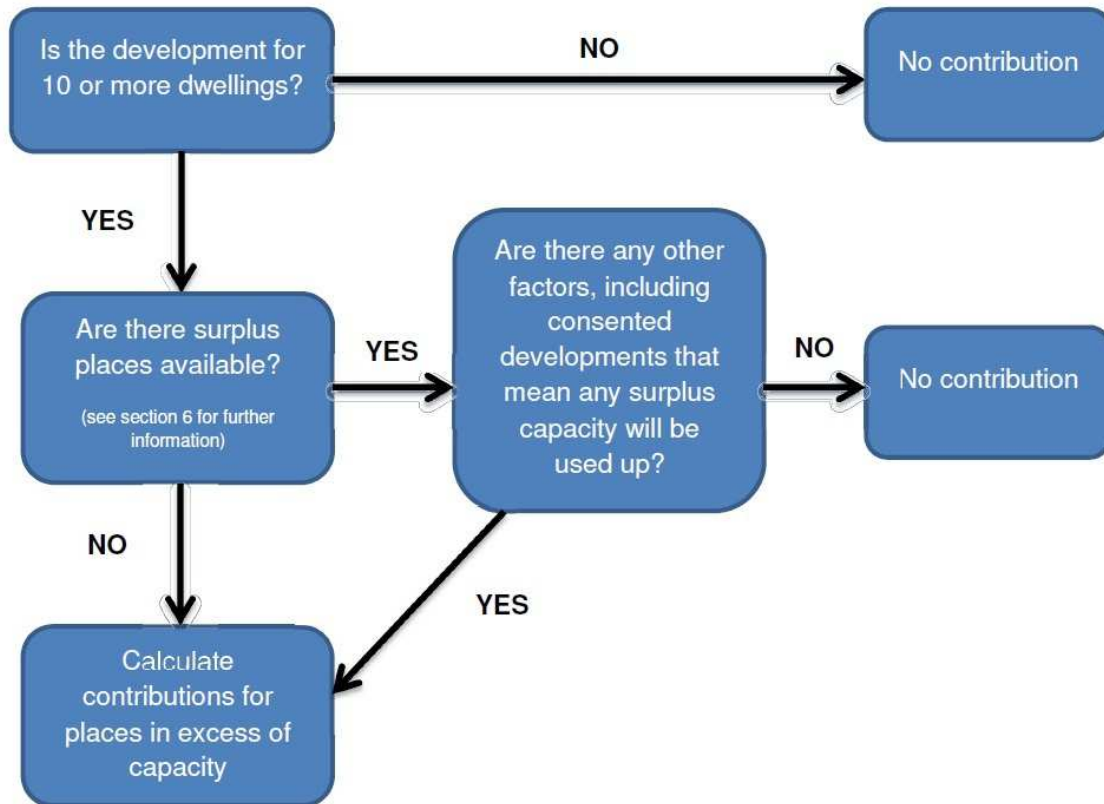 Is the development for
10 or more dwellings?
NO
No contribution
YES
Are there surplus
places available?
(see section 6 for further
information)
YES
Are there any other
factors, including
consented
developments that
mean any surplus
capacity will be
used up?
NO
No contribution
NO
YES
Calculate
contributions for
places in excess of
capacity